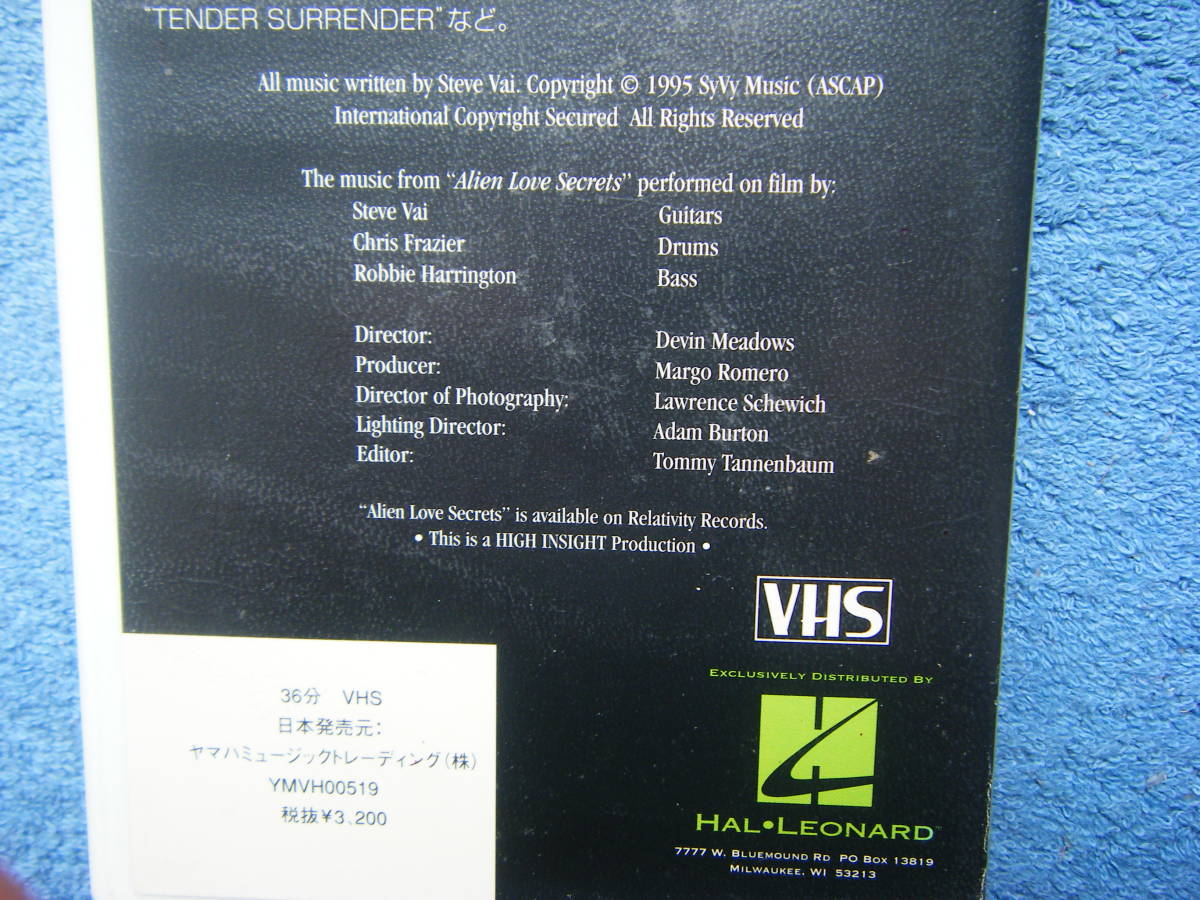 "TENDER SURRENDER"など。
All music written by Steve Vai. Copyright © 1995 SyVy Music (ASCAP)
International Copyright Secured All Rights Reserved
The music from “Alien Love Secrets” performed on film by:
Steve Vai Guitars
Chris Frazier Drums
Robbie Harrington Bass
Director: Devin Meadows
Producer: Margo Romero
Director of Photography: Lawrence Schewich
Lighting Director: Adam Burton
Editor: Tommy Tannenbaum
“Alien Love Secrets” is available on Relativity Records.
• This is a HIGH INSIGHT Production •
VHS
EXCLUSIVELY DISTRIBUTED BY
HAL•LEONARD
7777 W. BLUEMOUND RD PO BOX 13819
MILWAUKEE, WI 53213
36分 VHS
日本発売元:
ヤマハミュージックトレーディング(株)
YMVH00519
税抜¥3,200